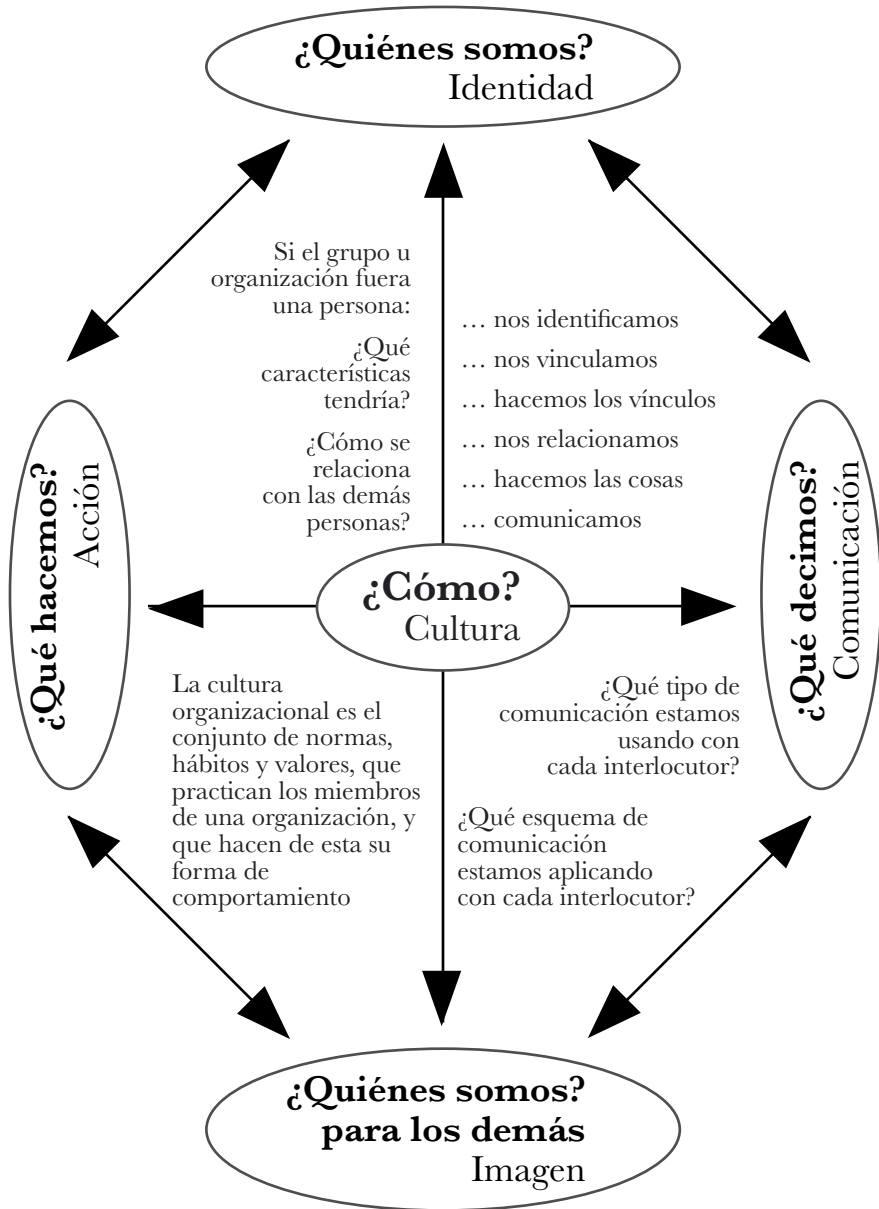 ¿Quiénes somos?
Identidad
Si el grupo u
organización fuera
una persona:
¿Qué
características
tendría?
¿Cómo se
relaciona
con las demás
personas?
… nos identificamos
… nos vinculamos
… hacemos los vínculos
… nos relacionamos
… hacemos las cosas
… comunicamos
¿Qué hacemos?
Acción
¿Cómo?
Cultura
¿Qué decimos?
Comunicación
La cultura
organizacional es el
conjunto de normas,
hábitos y valores, que
practican los miembros
de una organización, y
que hacen de esta su
forma de
comportamiento
¿Qué tipo de
comunicación estamos
usando con
cada interlocutor?
¿Qué esquema de
comunicación
estamos aplicando
con cada interlocutor?
¿Quiénes somos?
para los demás
Imagen